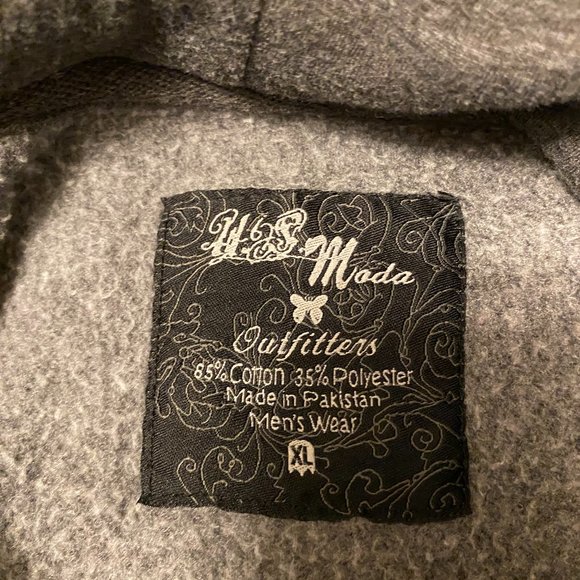 U.S. Moda
Outfitters
85% Cotton 35% Polyester
Made in Pakistan
Men's Wear
XL